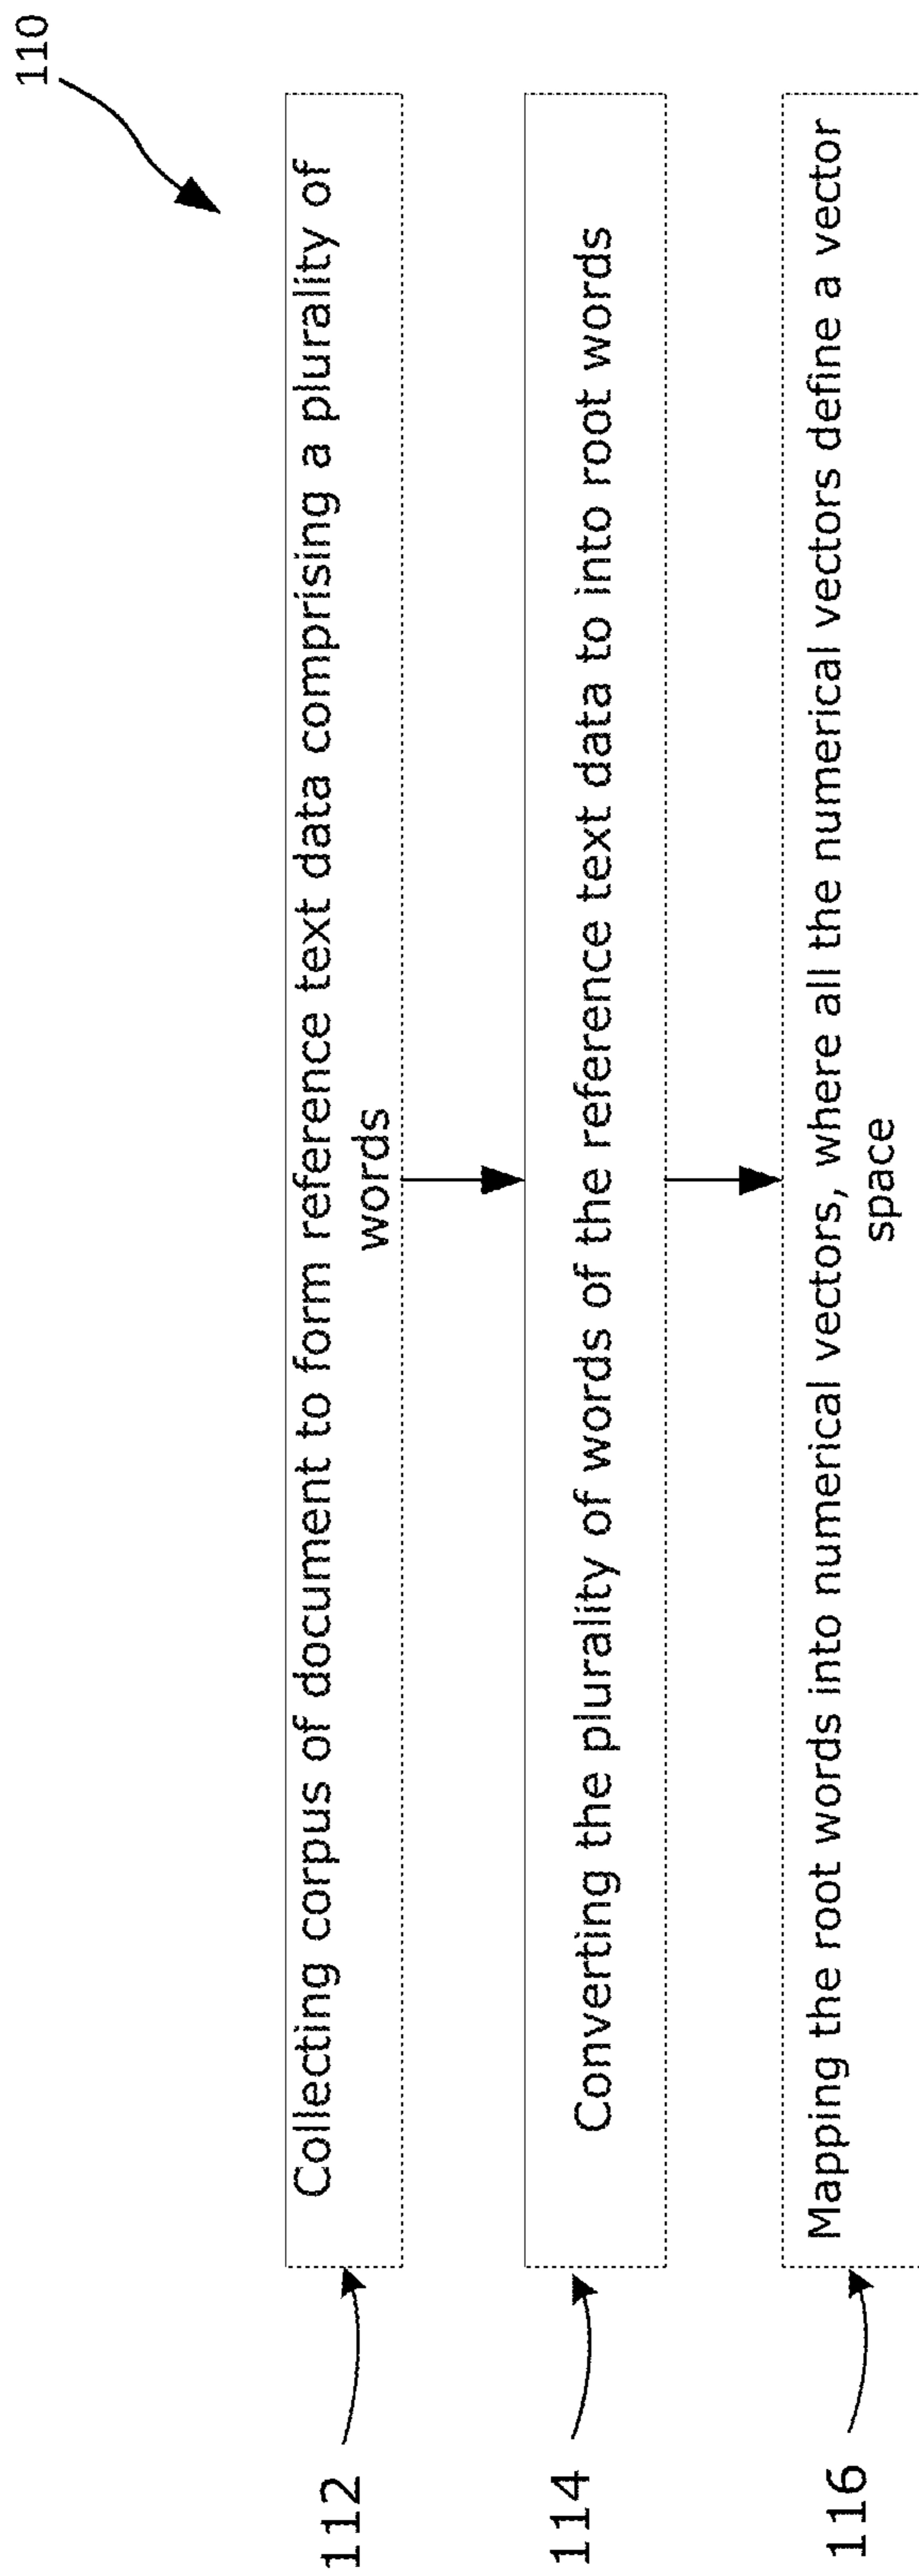 110
112
Collecting corpus of document to form reference text data comprising a plurality of
words
114
Converting the plurality of words of the reference text data to into root words
116
Mapping the root words into numerical vectors, where all the numerical vectors define a vector
space